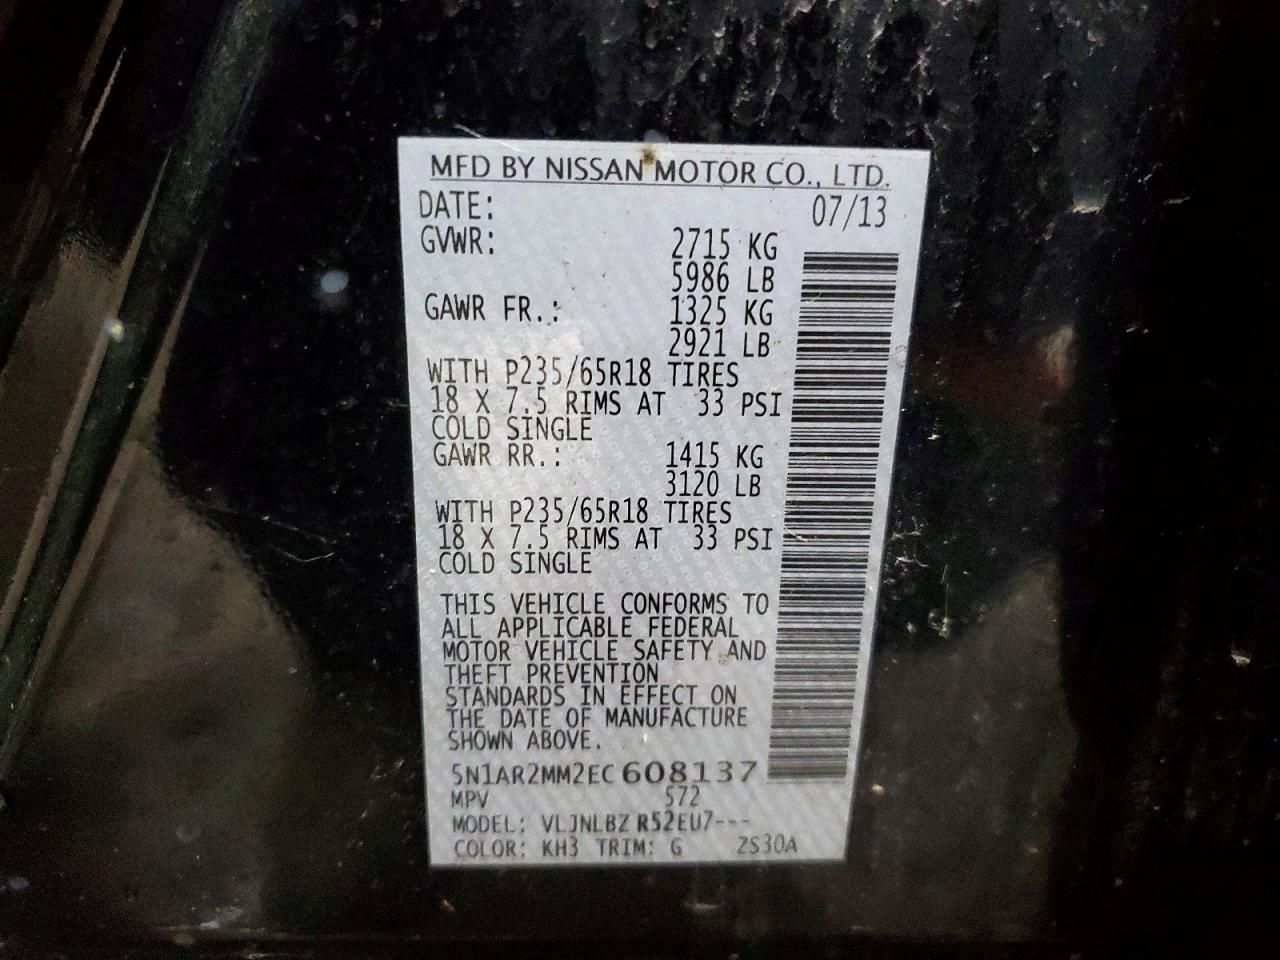 MFD BY NISSAN MOTOR CO., LTD.
DATE: 07/13
GVWR: 2715 KG
5986 LB
GAWR FR.: 1325 KG
2921 LB
WITH P235/65R18 TIRES
18 X 7.5 RIMS AT 33 PSI
COLD SINGLE
GAWR RR.: 1415 KG
3120 LB
WITH P235/65R18 TIRES
18 X 7.5 RIMS AT 33 PSI
COLD SINGLE
THIS VEHICLE CONFORMS TO
ALL APPLICABLE FEDERAL
MOTOR VEHICLE SAFETY AND
THEFT PREVENTION
STANDARDS IN EFFECT ON
THE DATE OF MANUFACTURE
SHOWN ABOVE.
5N1AR2MM2EC608137
MPV 572
MODEL: VLJNLBZ R52EU7---
COLOR: KH3 TRIM: G ZS30A